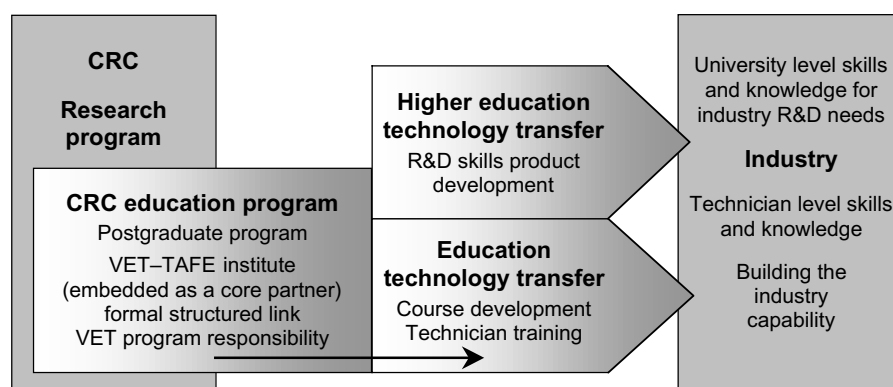 CRC
Research
program
CRC education program
Postgraduate program
VET–TAFE institute
(embedded as a core partner)
formal structured link
VET program responsibility
Higher education
technology transfer
R&D skills product
development
Education
technology transfer
Course development
Technician training
University level skills
and knowledge for
industry R&D needs
Industry
Technician level skills
and knowledge
Building the
industry
capability